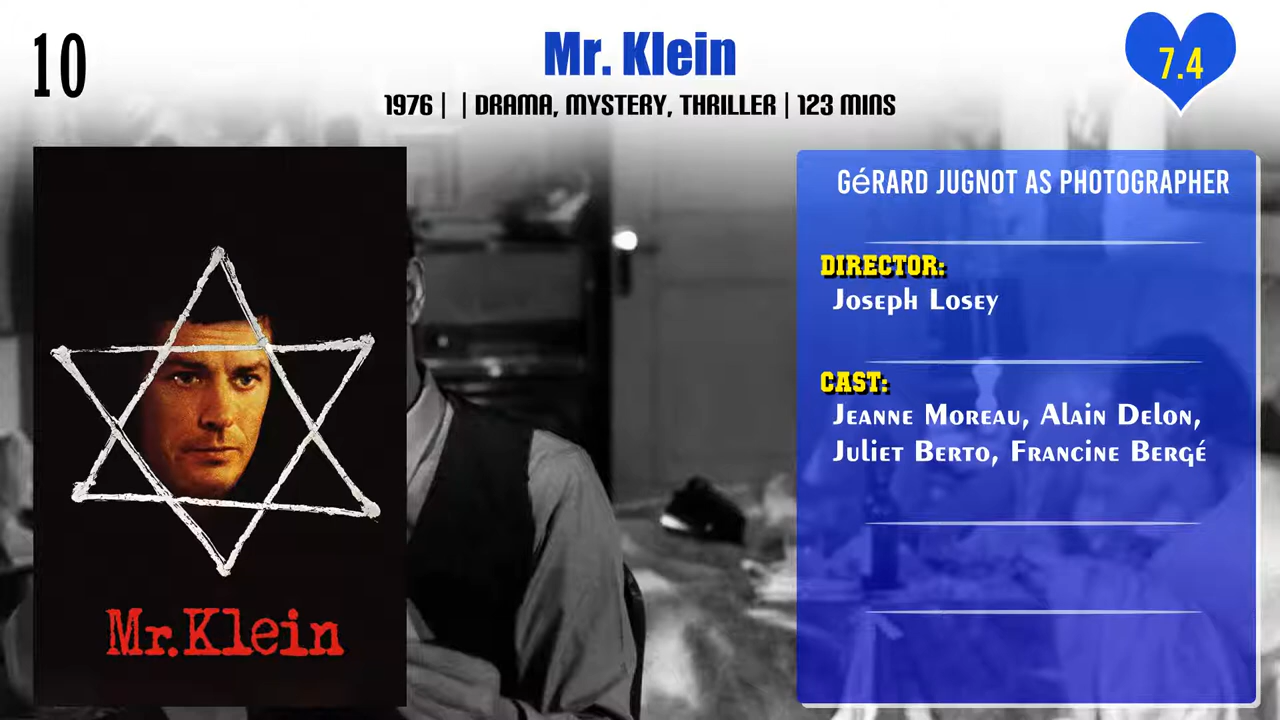 10
Mr. Klein
7.4
1976 | | DRAMA, MYSTERY, THRILLER | 123 MINS
GéRARD JUGNOT AS PHOTOGRAPHER
DIRECTOR:
Joseph Losey
CAST:
Jeanne Moreau, Alain Delon,
Juliet Berto, Francine Bergé
Mr.Klein